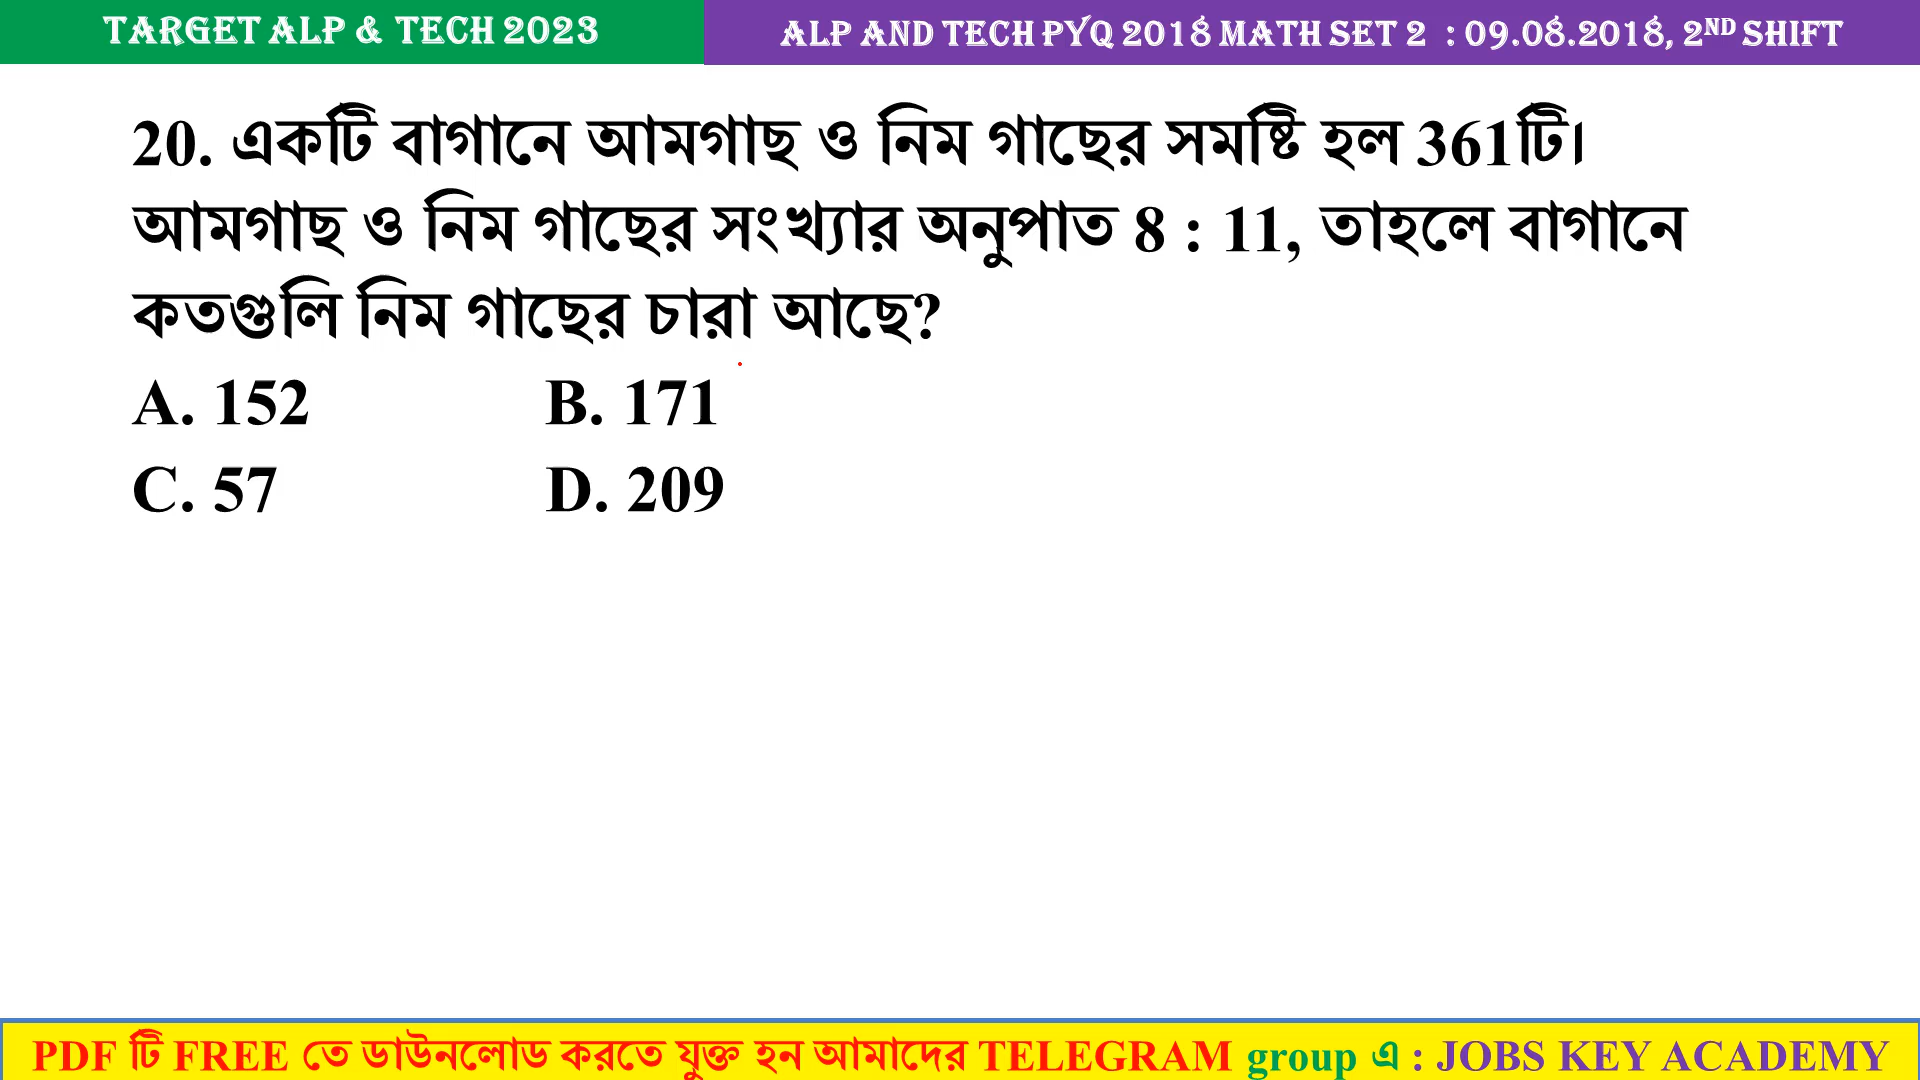 TARGET ALP & TECH 2023
ALP AND TECH PYQ 2018 MATH SET 2 : 09.08.2018, 2ND SHIFT
20. একটি বাগানে আমগাছ ও নিম গাছের সমষ্টি হল 361টি।
আমগাছ ও নিম গাছের সংখ্যার অনুপাত 8 : 11, তাহলে বাগানে
কতগুলি নিম গাছের চারা আছে?
A. 152 B. 171
C. 57 D. 209
PDF টি FREE তে ডাউনলোড করতে যুক্ত হন আমাদের TELEGRAM group এ : JOBS KEY ACADEMY